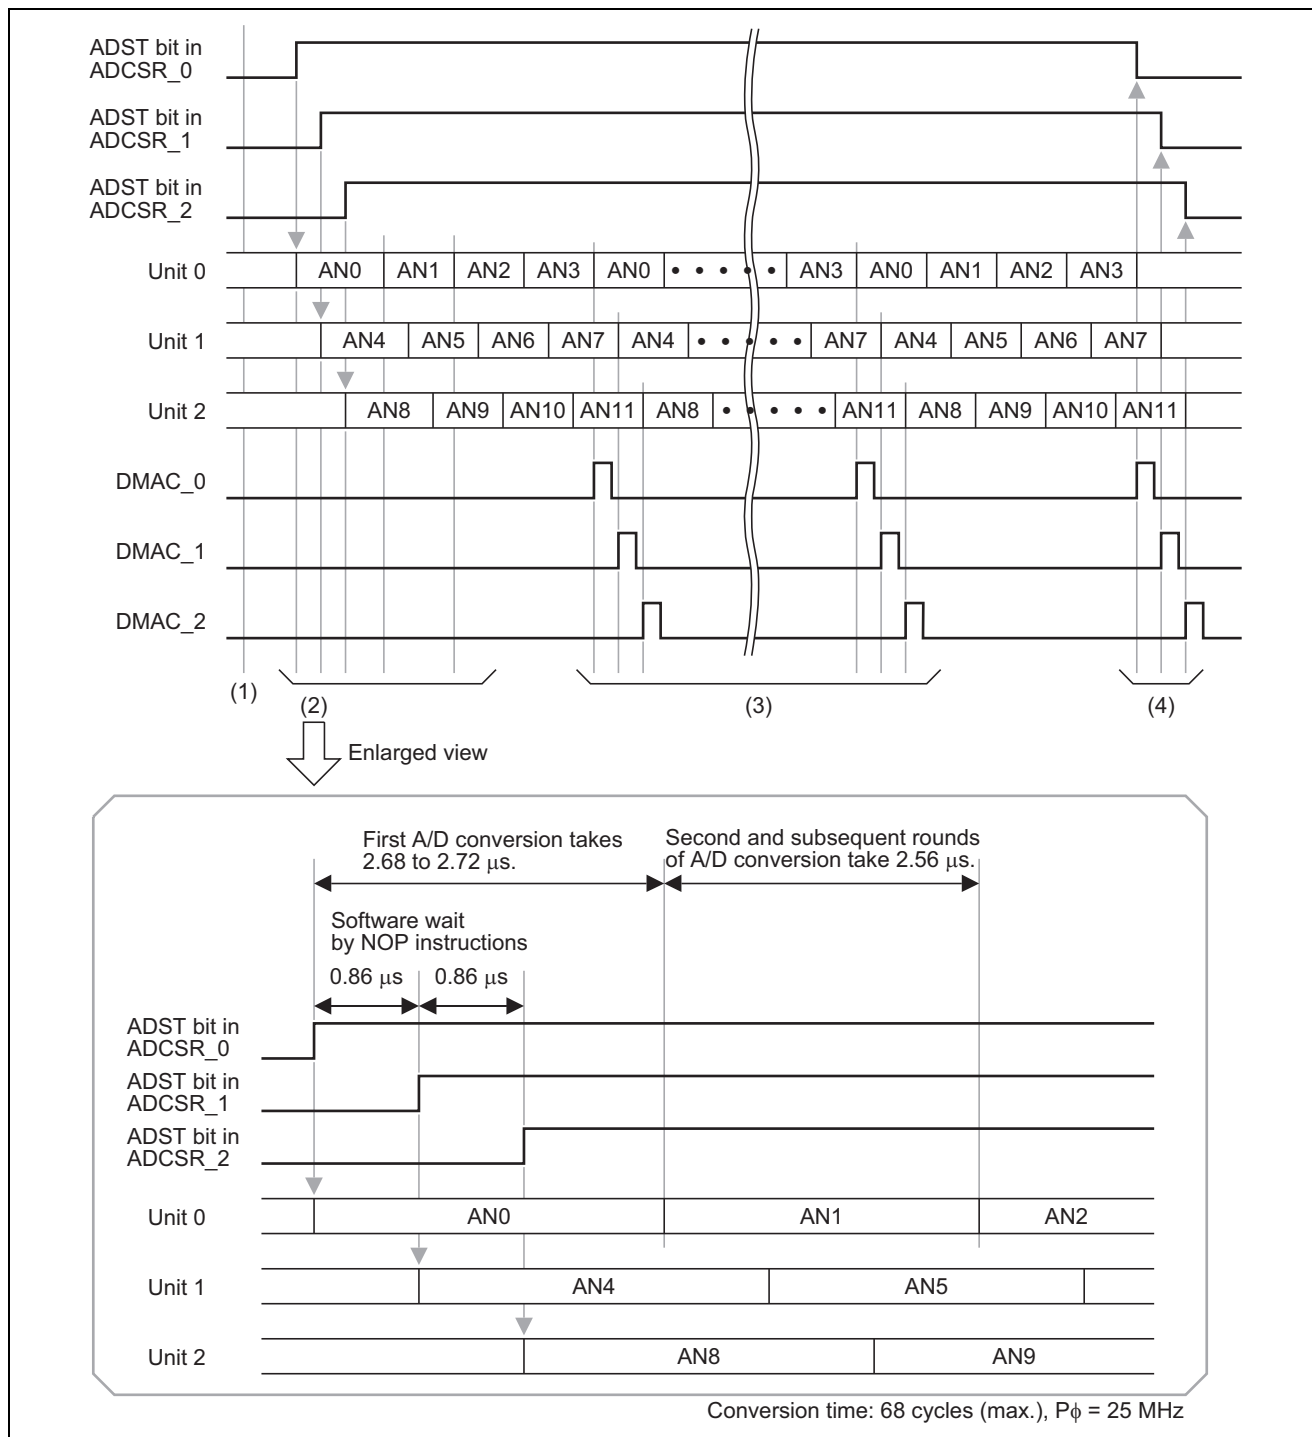 ADST bit in
ADCSR_0
ADST bit in
ADCSR_1
ADST bit in
ADCSR_2
Unit 0 AN0 AN1 AN2 AN3 AN0 • • • • • • AN3 AN0 AN1 AN2 AN3
Unit 1 AN4 AN5 AN6 AN7 AN4 • • • • • • AN7 AN4 AN5 AN6 AN7
Unit 2 AN8 AN9 AN10 AN11 AN8 • • • • • • AN11 AN8 AN9 AN10 AN11
DMAC_0
DMAC_1
DMAC_2
(1) (2) (3) (4)
Enlarged view
First A/D conversion takes
2.68 to 2.72 μs.
Second and subsequent rounds
of A/D conversion take 2.56 μs.
Software wait
by NOP instructions
0.86 μs 0.86 μs
ADST bit in
ADCSR_0
ADST bit in
ADCSR_1
ADST bit in
ADCSR_2
Unit 0 AN0 AN1 AN2
Unit 1 AN4 AN5
Unit 2 AN8 AN9
Conversion time: 68 cycles (max.), Pϕ = 25 MHz